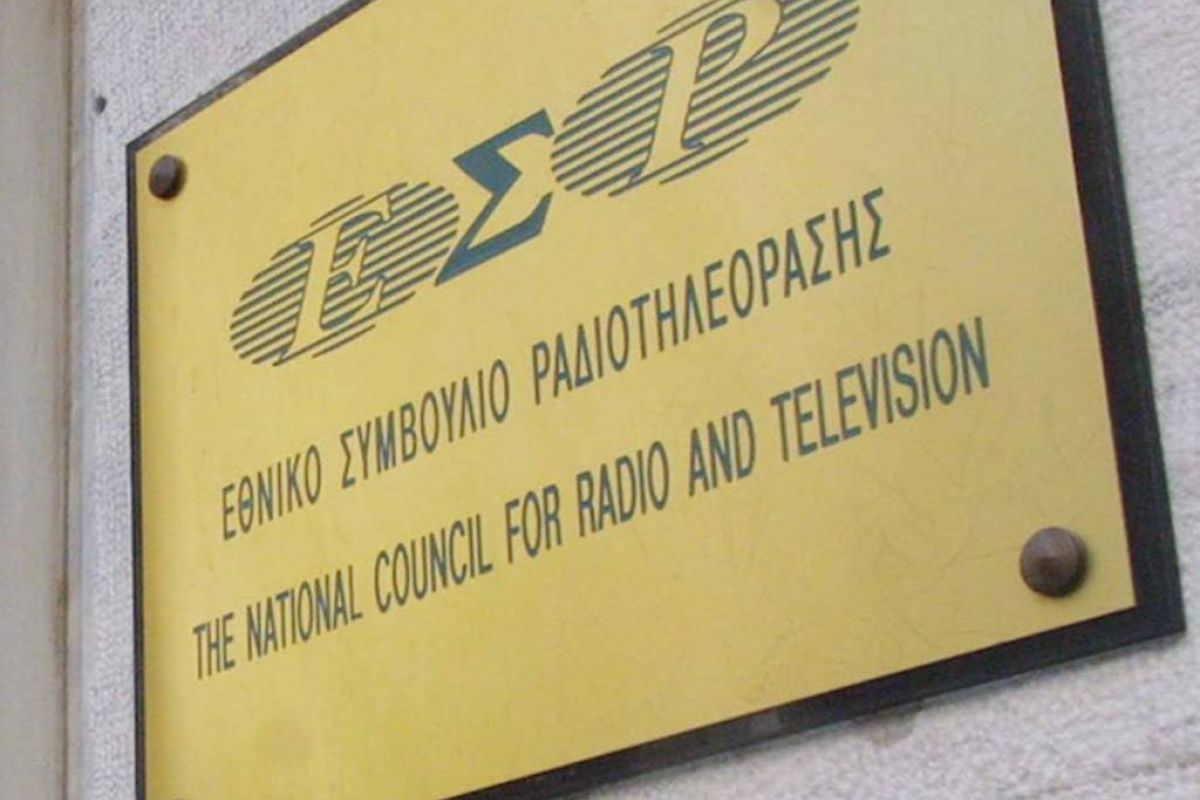 ΕΣΡ
ΕΘΝΙΚΟ ΣΥΜΒΟΥΛΙΟ ΡΑΔΙΟΤΗΛΕΟΡΑΣΗΣ
THE NATIONAL COUNCIL FOR RADIO AND TELEVISION